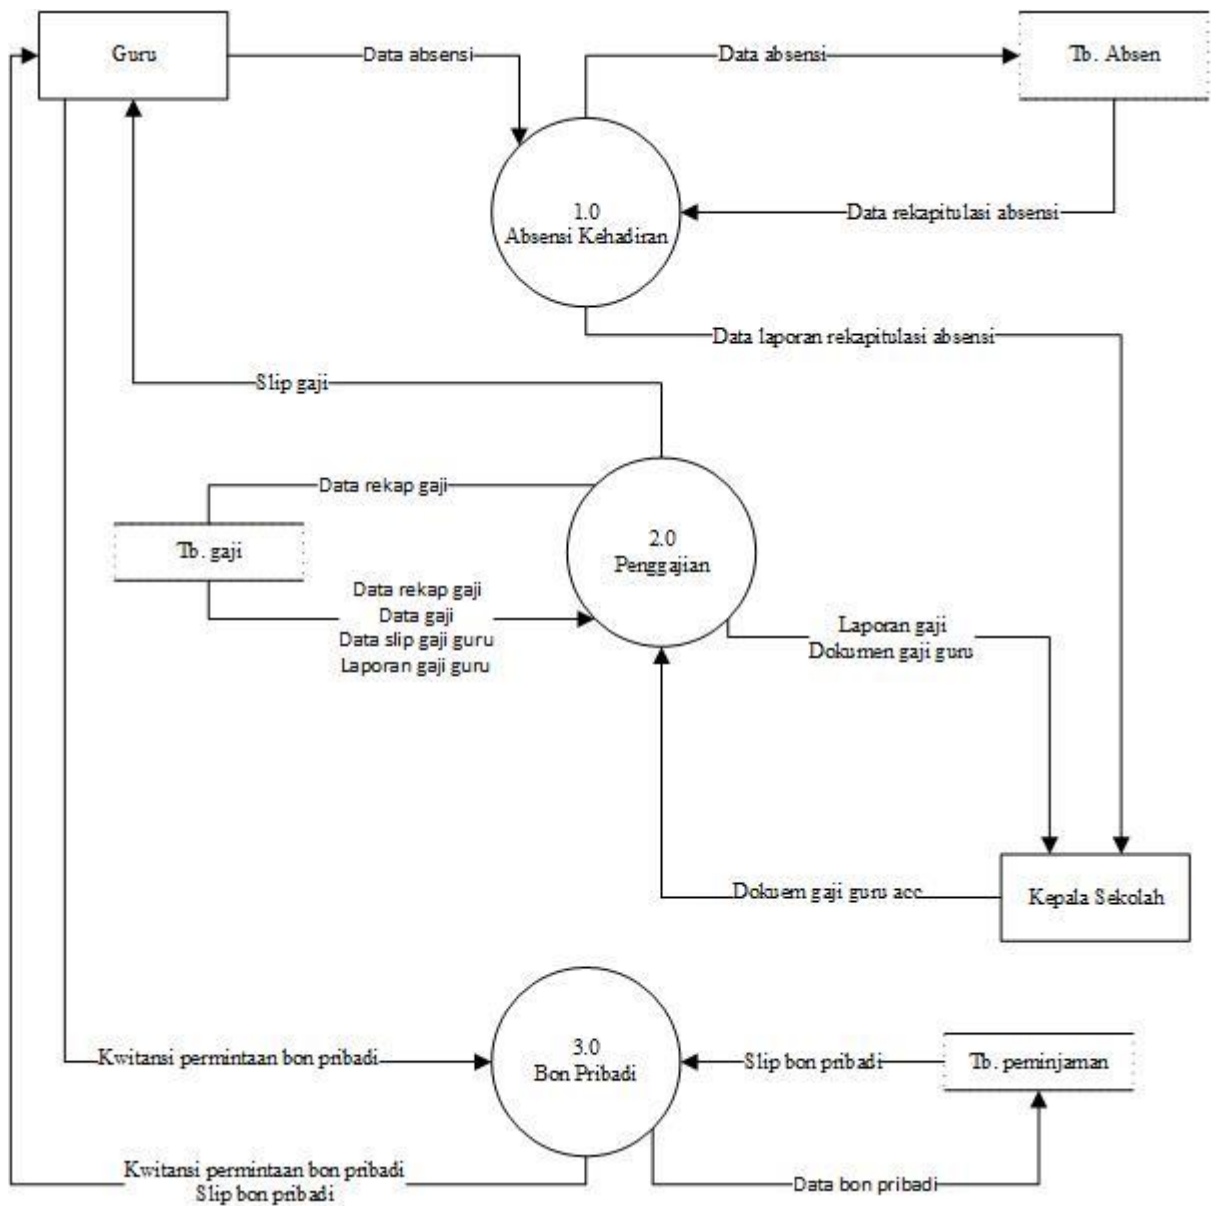 Guru
Data absensi
Data absensi
Tb. Absen
1.0
Absensi Kehadiran
Data rekapitulasi absensi
Data laporan rekapitulasi absensi
Slip gaji
Data rekap gaji
2.0
Penggajian
Tb. gaji
Data rekap gaji
Data gaji
Data slip gaji guru
Laporan gaji guru
Laporan gaji
Dokumen gaji guru
Dokuem gaji guru acc
Kepala Sekolah
3.0
Bon Pribadi
Kwitansi permintaan bon pribadi
Slip bon pribadi
Tb. peminjaman
Kwitansi permintaan bon pribadi
Slip bon pribadi
Data bon pribadi